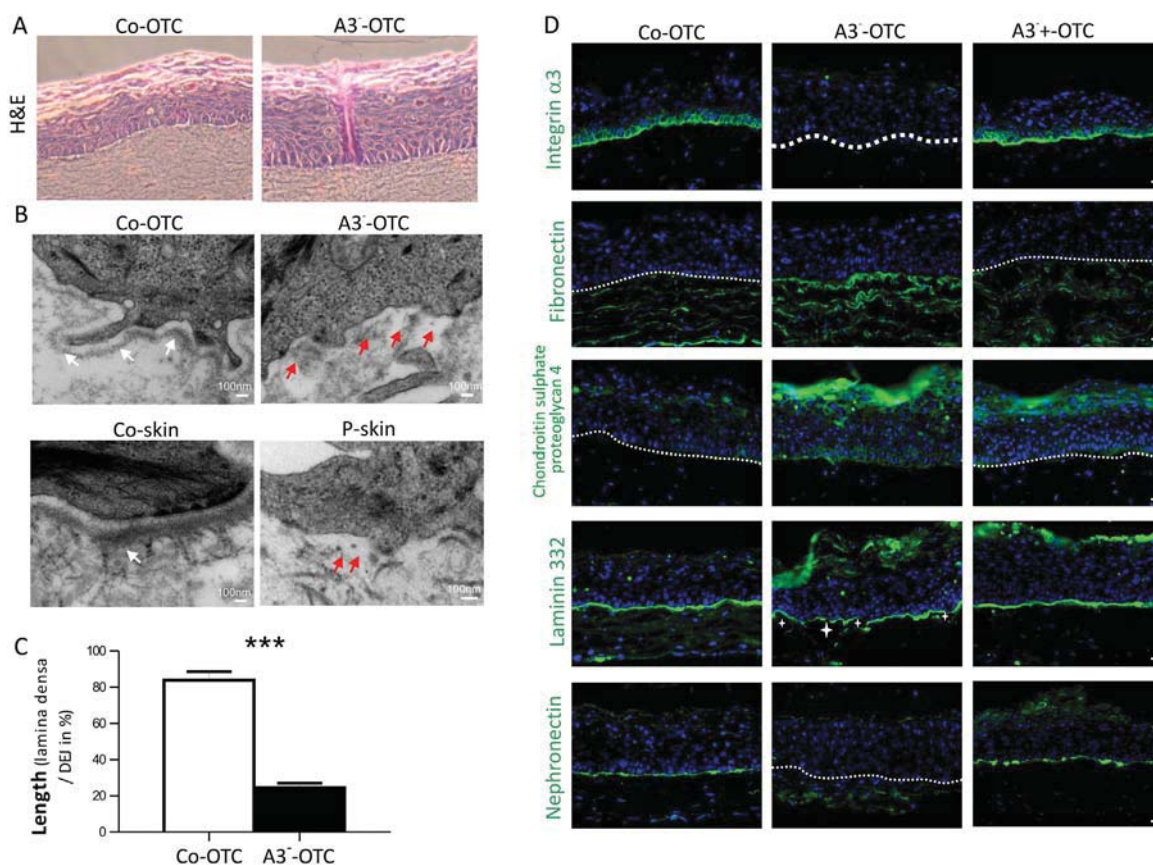 A
Co-OTC
A3⁻-OTC
H&E
B
Co-OTC
A3⁻-OTC
100nm
100nm
Co-skin
P-skin
100nm
100nm
C
***
Length (lamina densa
/ DEJ in %)
100
80
60
40
20
0
Co-OTC
A3⁻-OTC
D
Co-OTC
A3⁻-OTC
A3⁻+-OTC
Integrin α3
Fibronectin
Chondroitin sulphate
proteoglycan 4
Laminin 332
Nephronectin